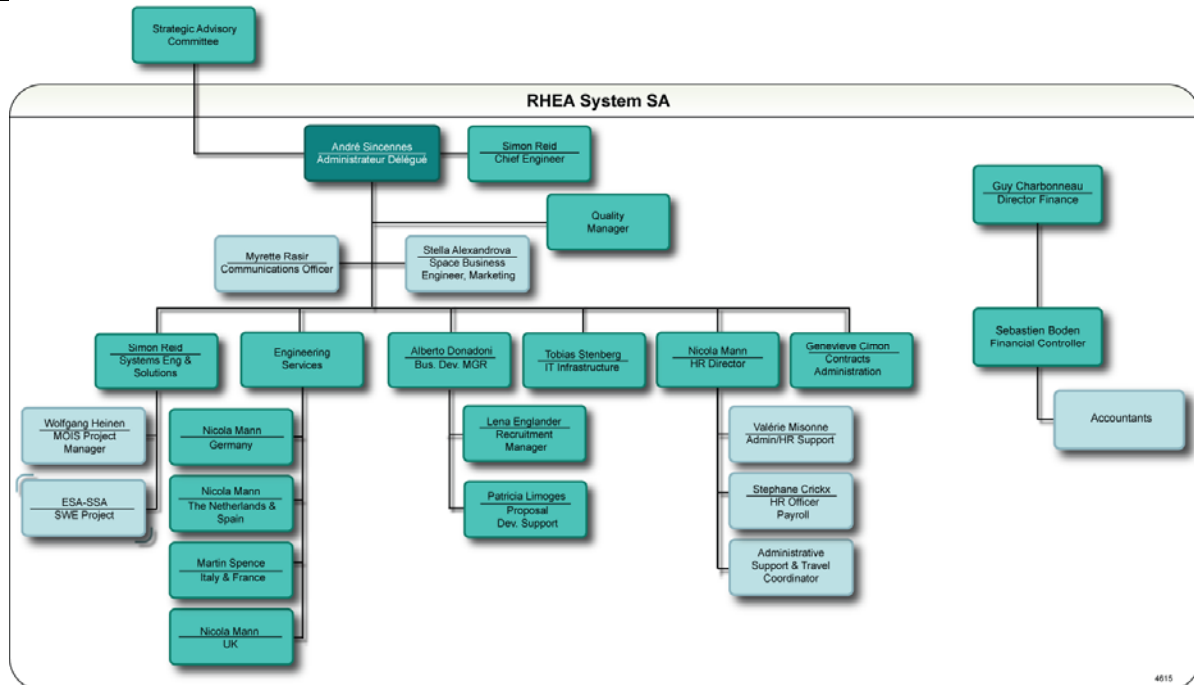 Strategic Advisory
Committee
RHEA System SA
André Sincennes
Administrateur Délégué
Simon Reid
Chief Engineer
Guy Charbonneau
Director Finance
Quality
Manager
Myrette Rasir
Communications Officer
Stella Alexandrova
Space Business
Engineer, Marketing
Simon Reid
Systems Eng &
Solutions
Engineering
Services
Alberto Donadoni
Bus. Dev. MGR
Tobias Stenberg
IT Infrastructure
Nicola Mann
HR Director
Genevieve Cimon
Contracts
Administration
Sebastien Boden
Financial Controller
Wolfgang Heinen
MOIS Project
Manager
Nicola Mann
Germany
Lena Englander
Recruitment
Manager
Valérie Misonne
Admin/HR Support
Accountants
ESA-SSA
SWE Project
Nicola Mann
The Netherlands &
Spain
Patricia Limoges
Proposal
Dev. Support
Stephane Crickx
HR Officer
Payroll
Martin Spence
Italy & France
Administrative
Support & Travel
Coordinator
Nicola Mann
UK
4615